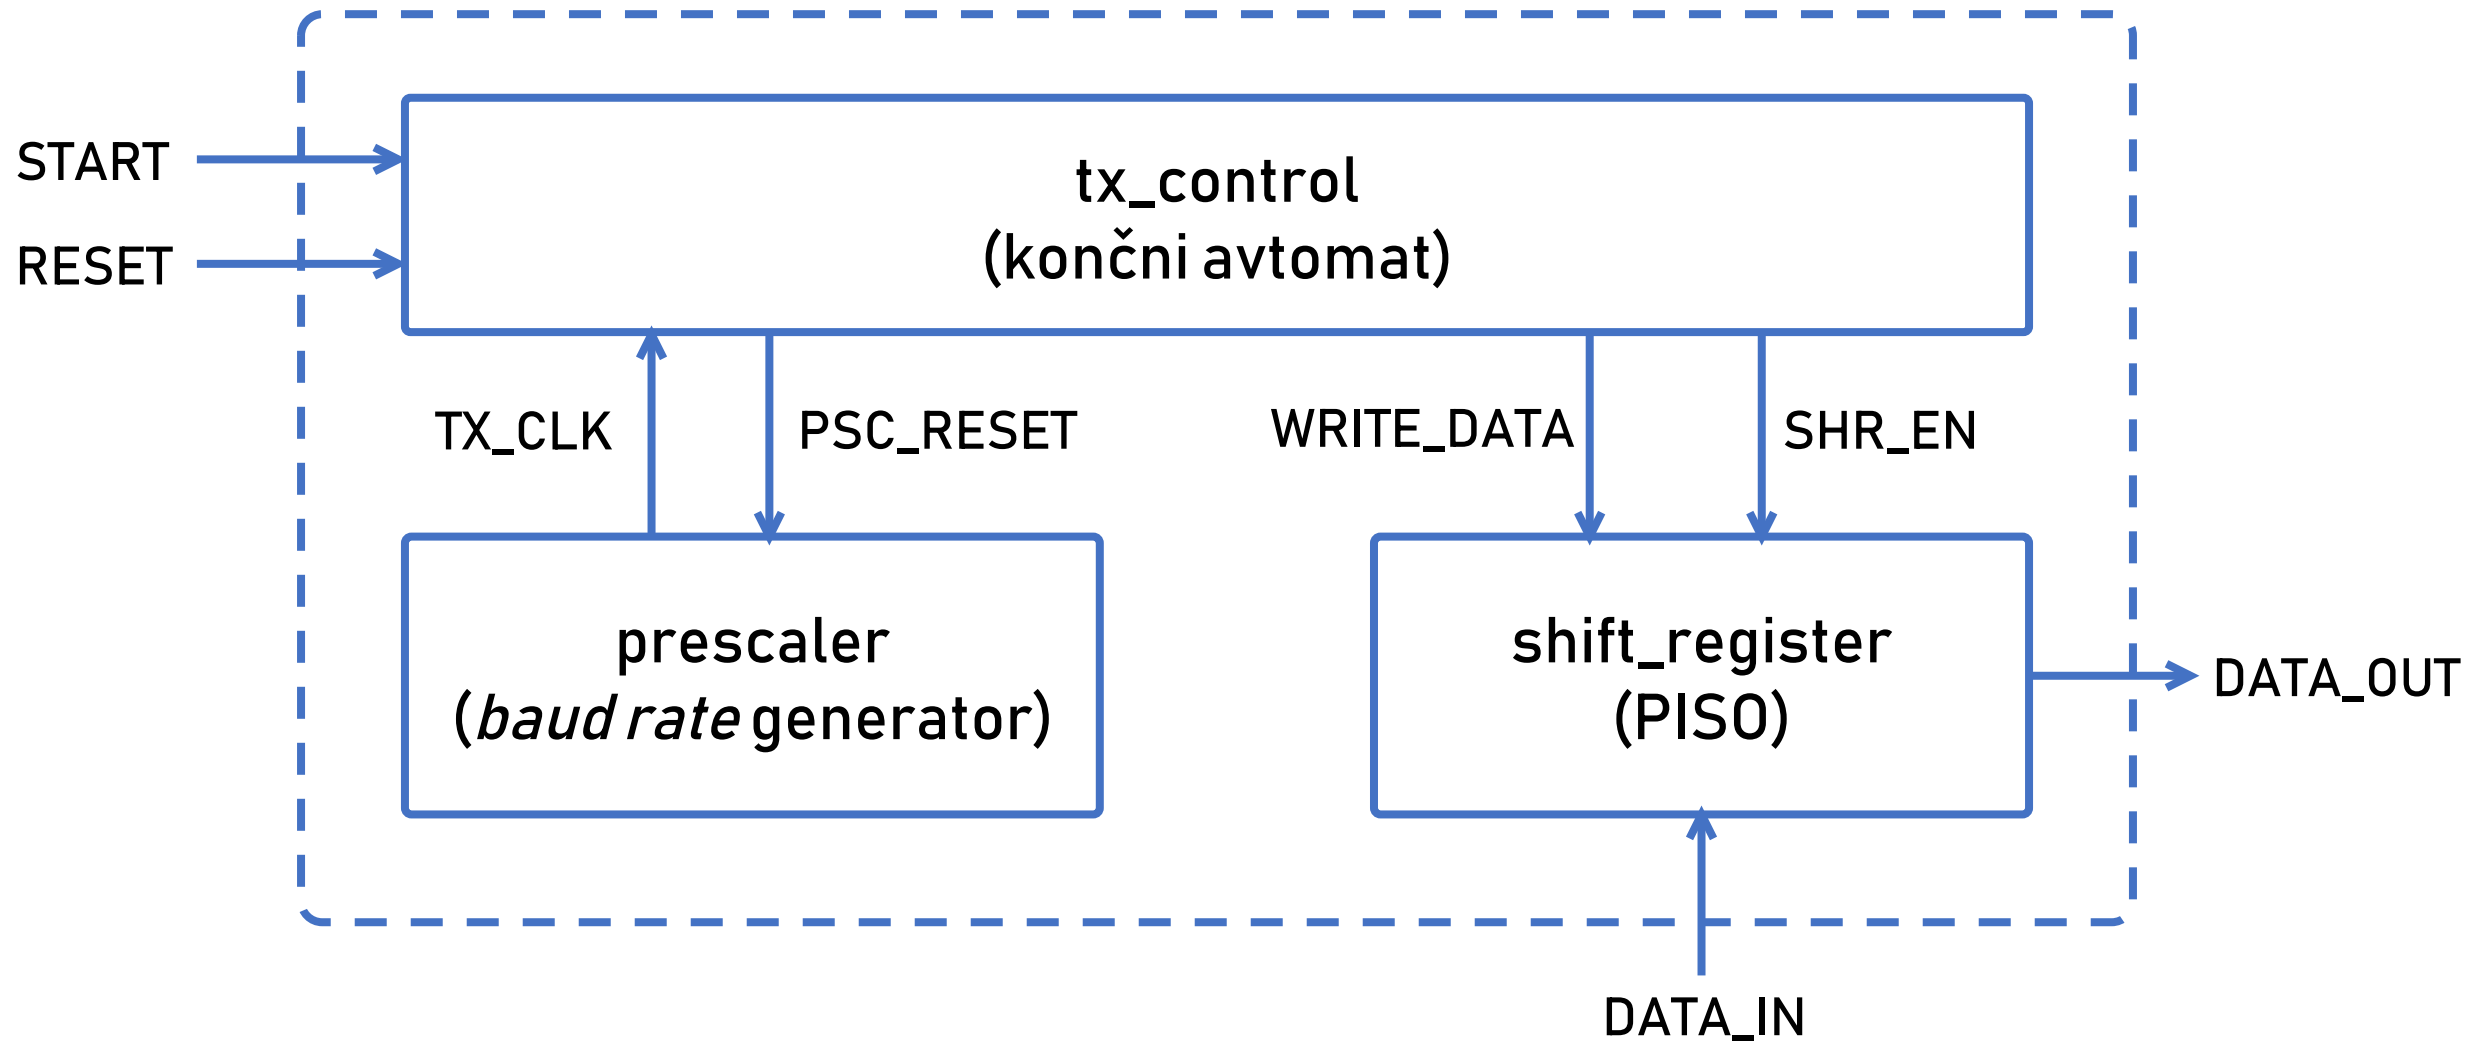 START
RESET
tx_control
(končni avtomat)
TX_CLK
PSC_RESET
WRITE_DATA
SHR_EN
prescaler
(baud rate generator)
shift_register
(PISO)
DATA_OUT
DATA_IN